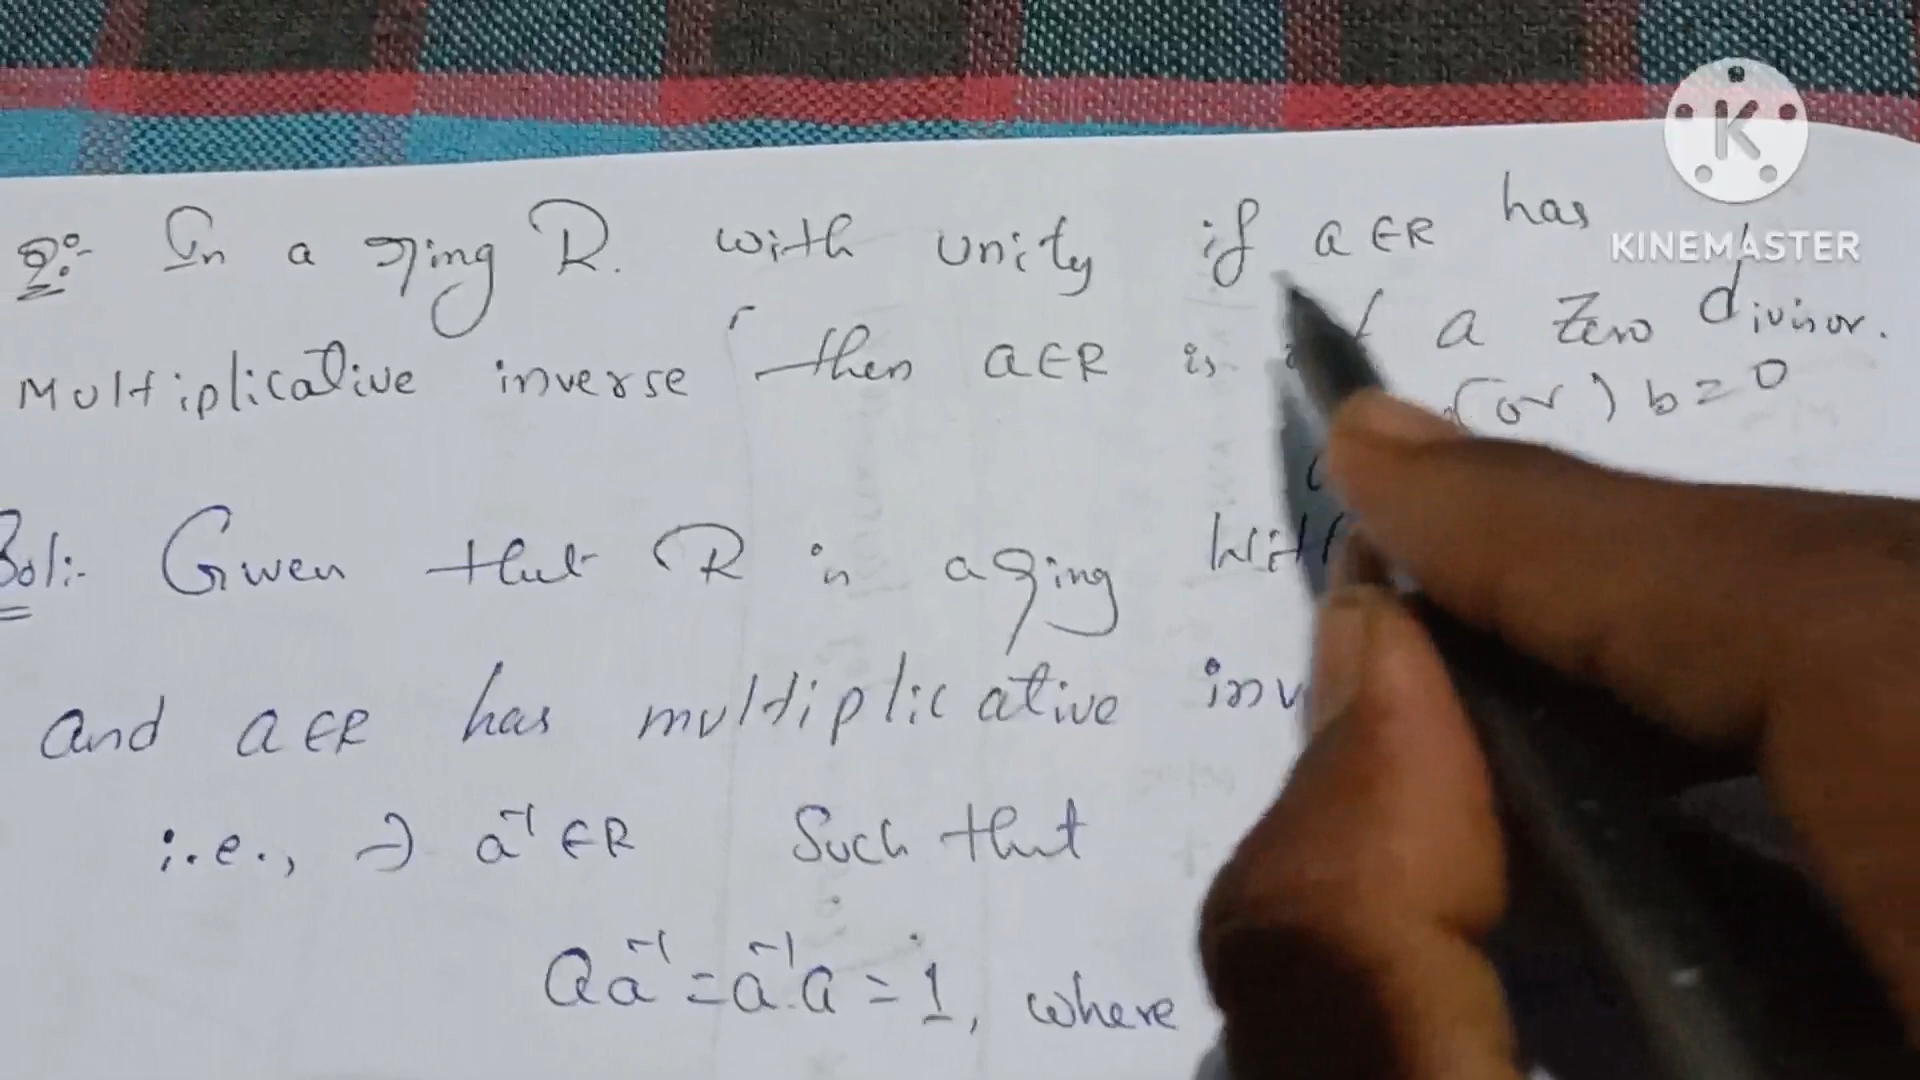 Q:- In a ring R. with unity if a∈R has
Multiplicative inverse then a∈R is a zero divisor.
(or) b=0
Sol:- Given that R is a ring
and a∈R has multiplicative
i.e., a⁻¹∈R Such that
aa⁻¹=a⁻¹.a=1, where
KINEMASTER